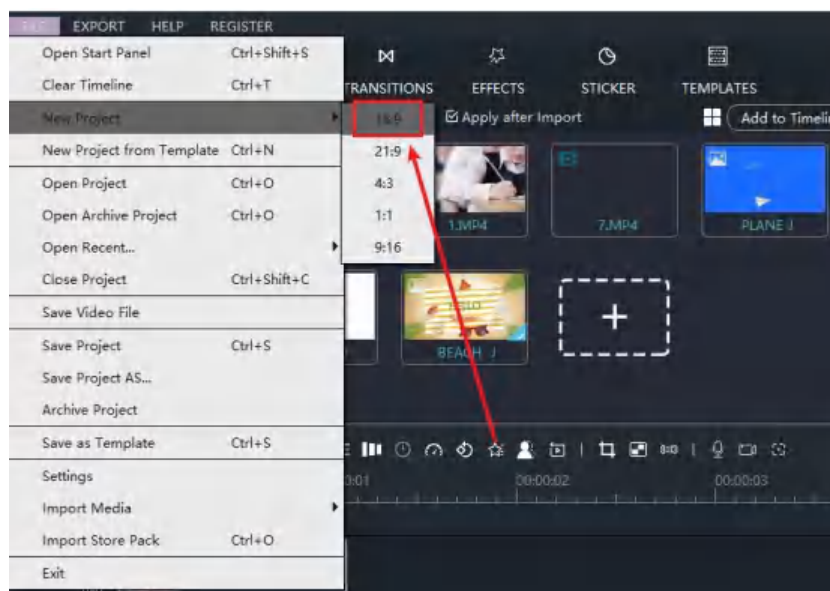 FILE EXPORT HELP REGISTER
Open Start Panel Ctrl+Shift+S
Clear Timeline Ctrl+T
New Project
New Project from Template Ctrl+N
Open Project Ctrl+O
Open Archive Project Ctrl+O
Open Recent...
Close Project Ctrl+Shift+C
Save Video File
Save Project Ctrl+S
Save Project AS...
Archive Project
Save as Template Ctrl+S
Settings
Import Media
Import Store Pack Ctrl+O
Exit
16:9
21:9
4:3
1:1
9:16
TRANSITIONS EFFECTS STICKER TEMPLATES
Apply after Import
Add to Timeli
1.MP4 7.MP4 PLANE J
HELLO
BEACH J
0:01 00:00:02 00:00:03